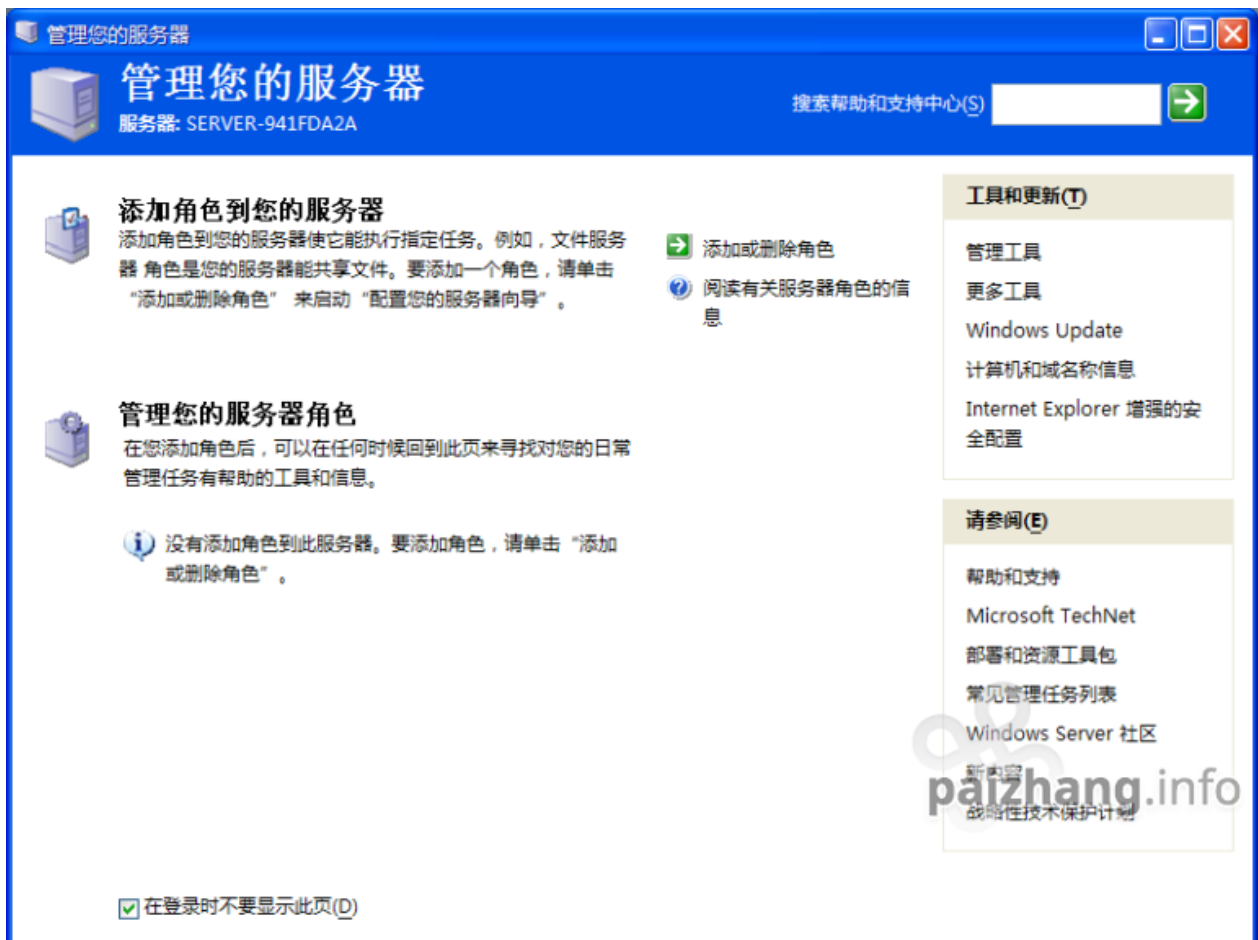 管理您的服务器
管理您的服务器
服务器: SERVER-941FDA2A
搜索帮助和支持中心(S)
添加角色到您的服务器
添加角色到您的服务器使它能执行指定任务。例如，文件服务
器 角色是您的服务器能共享文件。要添加一个角色，请单击
“添加或删除角色” 来启动“配置您的服务器向导”。
添加或删除角色
阅读有关服务器角色的信
息
管理您的服务器角色
在您添加角色后，可以在任何时候回到此页来寻找对您的日常
管理任务有帮助的工具和信息。
没有添加角色到此服务器。要添加角色，请单击“添加
或删除角色”。
工具和更新(T)
管理工具
更多工具
Windows Update
计算机和域名称信息
Internet Explorer 增强的安
全配置
请参阅(E)
帮助和支持
Microsoft TechNet
部署和资源工具包
常见管理任务列表
Windows Server 社区
新内容
paizhang.info
战略性技术保护计划
在登录时不要显示此页(D)